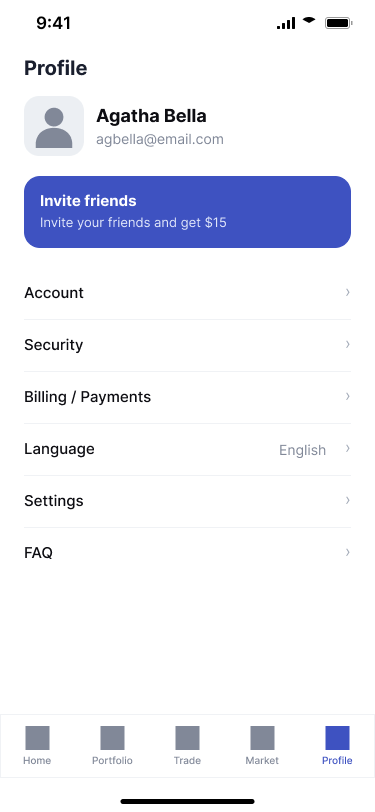 9:41
Profile
Agatha Bella
agbella@email.com
Invite friends
Invite your friends and get $15
Account
Security
Billing / Payments
Language English
Settings
FAQ
Home Portfolio Trade Market Profile